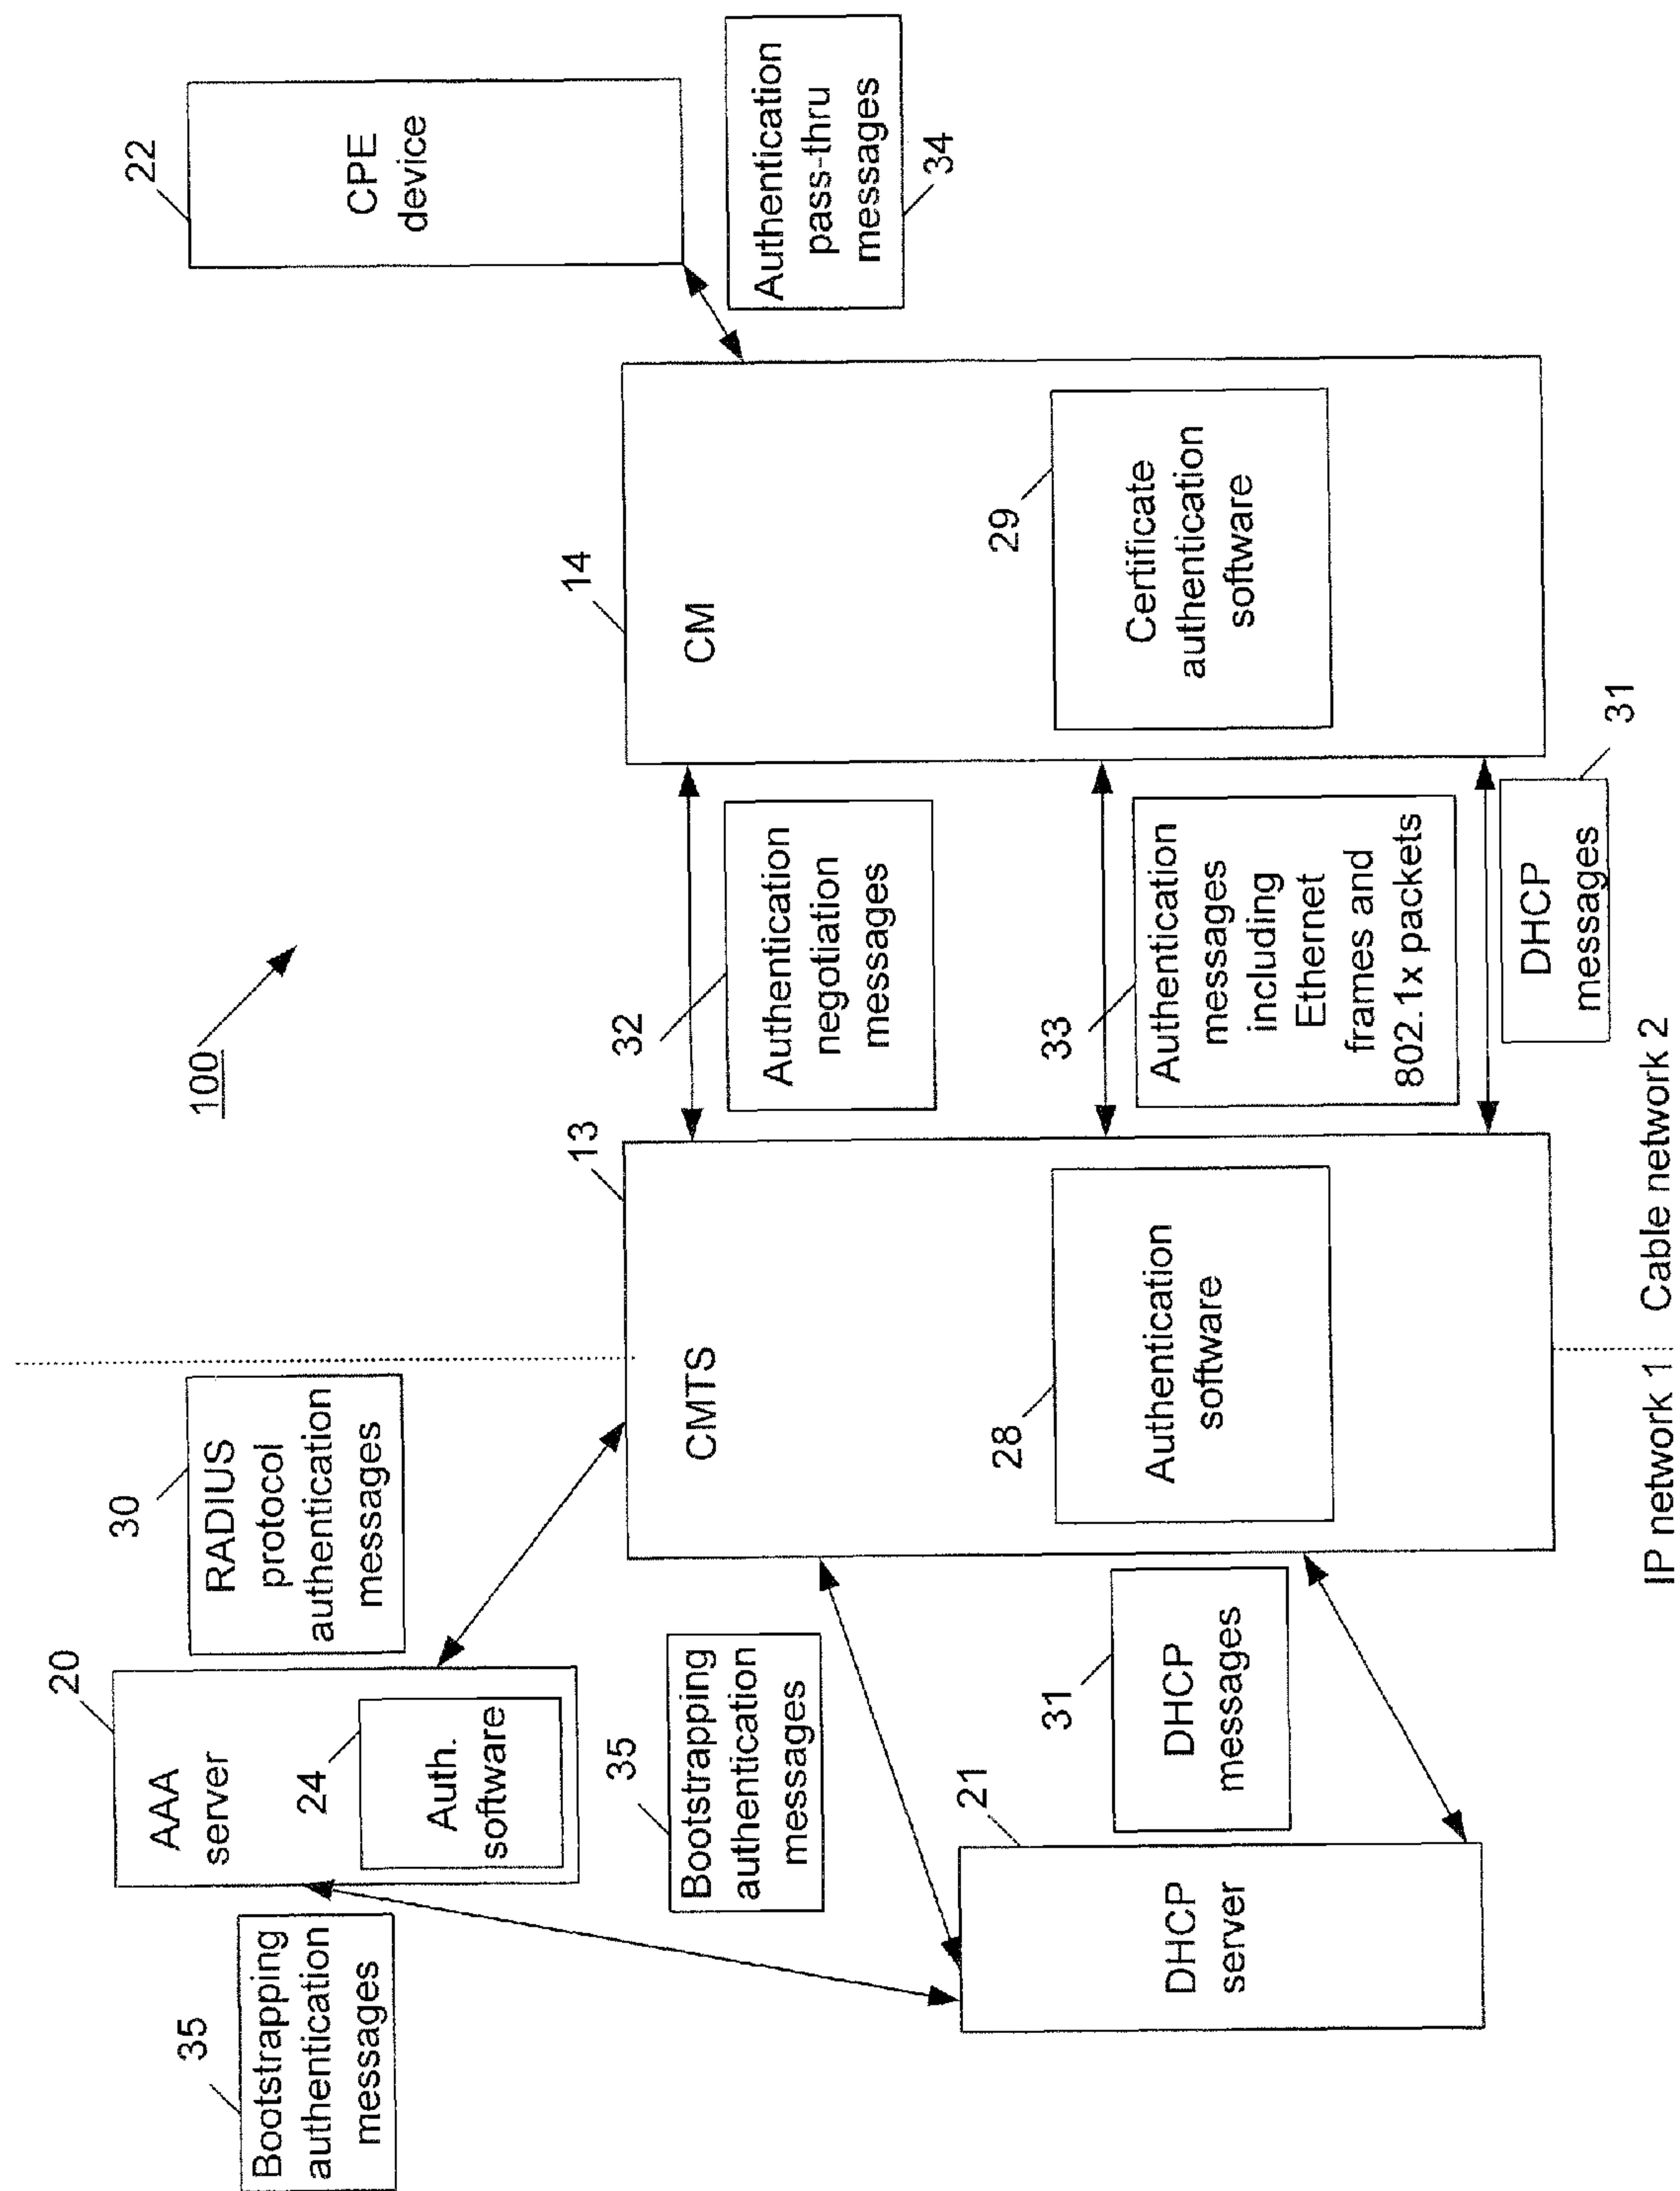 100
35
Bootstrapping
authentication
messages
20
AAA
server
24
Auth.
software
30
RADIUS
protocol
authentication
messages
35
Bootstrapping
authentication
messages
21
DHCP
server
31
DHCP
messages
13
CMTS
28
Authentication
software
32
Authentication
negotiation
messages
33
Authentication
messages
including
Ethernet
frames and
802.1x packets
31
DHCP
messages
14
CM
29
Certificate
authentication
software
22
CPE
device
Authentication
pass-thru
messages
34
IP network 1
Cable network 2